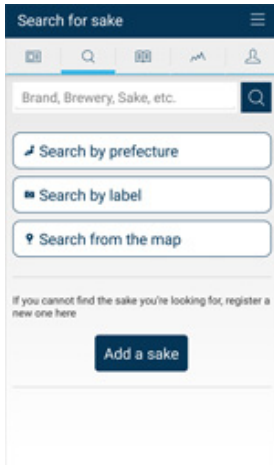 Search for sake
Brand, Brewery, Sake, etc.
Search by prefecture
Search by label
Search from the map
If you cannot find the sake you're looking for, register a
new one here
Add a sake